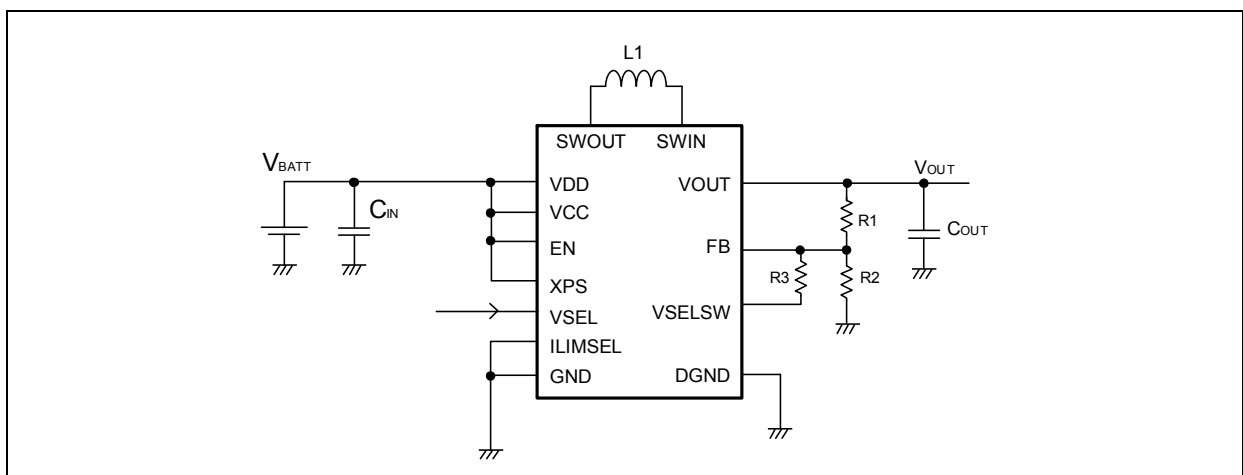 L1
SWOUT SWIN
VBATT
VDD
VOUT
VOUT
VCC
CIN
R1
COUT
EN
FB
R3
R2
XPS
VSEL
VSELSW
ILIMSEL
GND
DGND